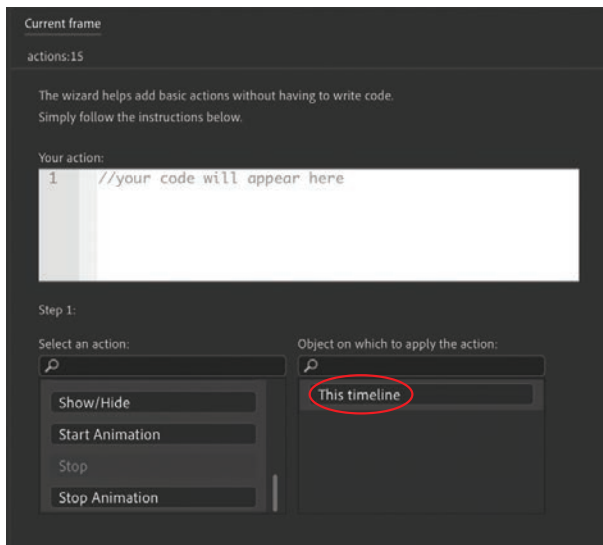 Current frame
actions:15
The wizard helps add basic actions without having to write code.
Simply follow the instructions below.
Your action:
1 //your code will appear here
Step 1:
Select an action:
Object on which to apply the action:
Show/Hide
This timeline
Start Animation
Stop
Stop Animation